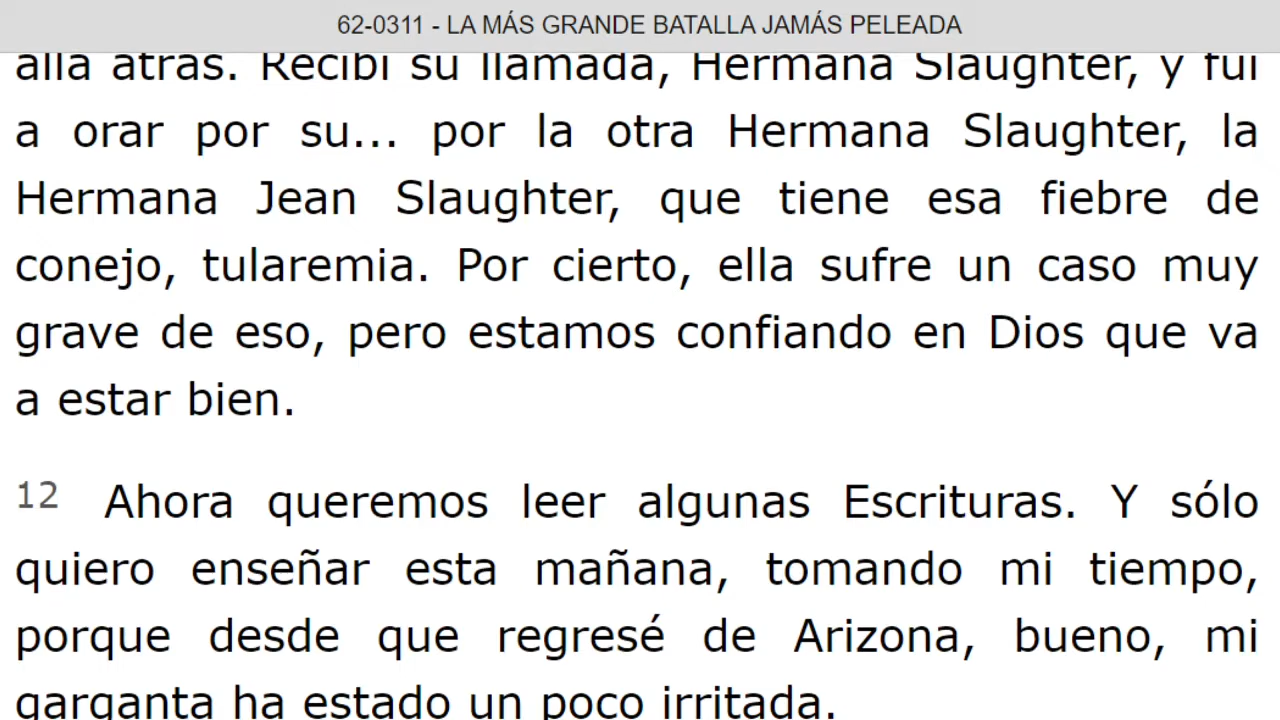 62-0311 - LA MÁS GRANDE BATALLA JAMÁS PELEADA
allá atrás. Recibí su llamada, Hermana Slaughter, y fui
a orar por su... por la otra Hermana Slaughter, la
Hermana Jean Slaughter, que tiene esa fiebre de
conejo, tularemia. Por cierto, ella sufre un caso muy
grave de eso, pero estamos confiando en Dios que va
a estar bien.
12 Ahora queremos leer algunas Escrituras. Y sólo
quiero enseñar esta mañana, tomando mi tiempo,
porque desde que regresé de Arizona, bueno, mi
garganta ha estado un poco irritada.